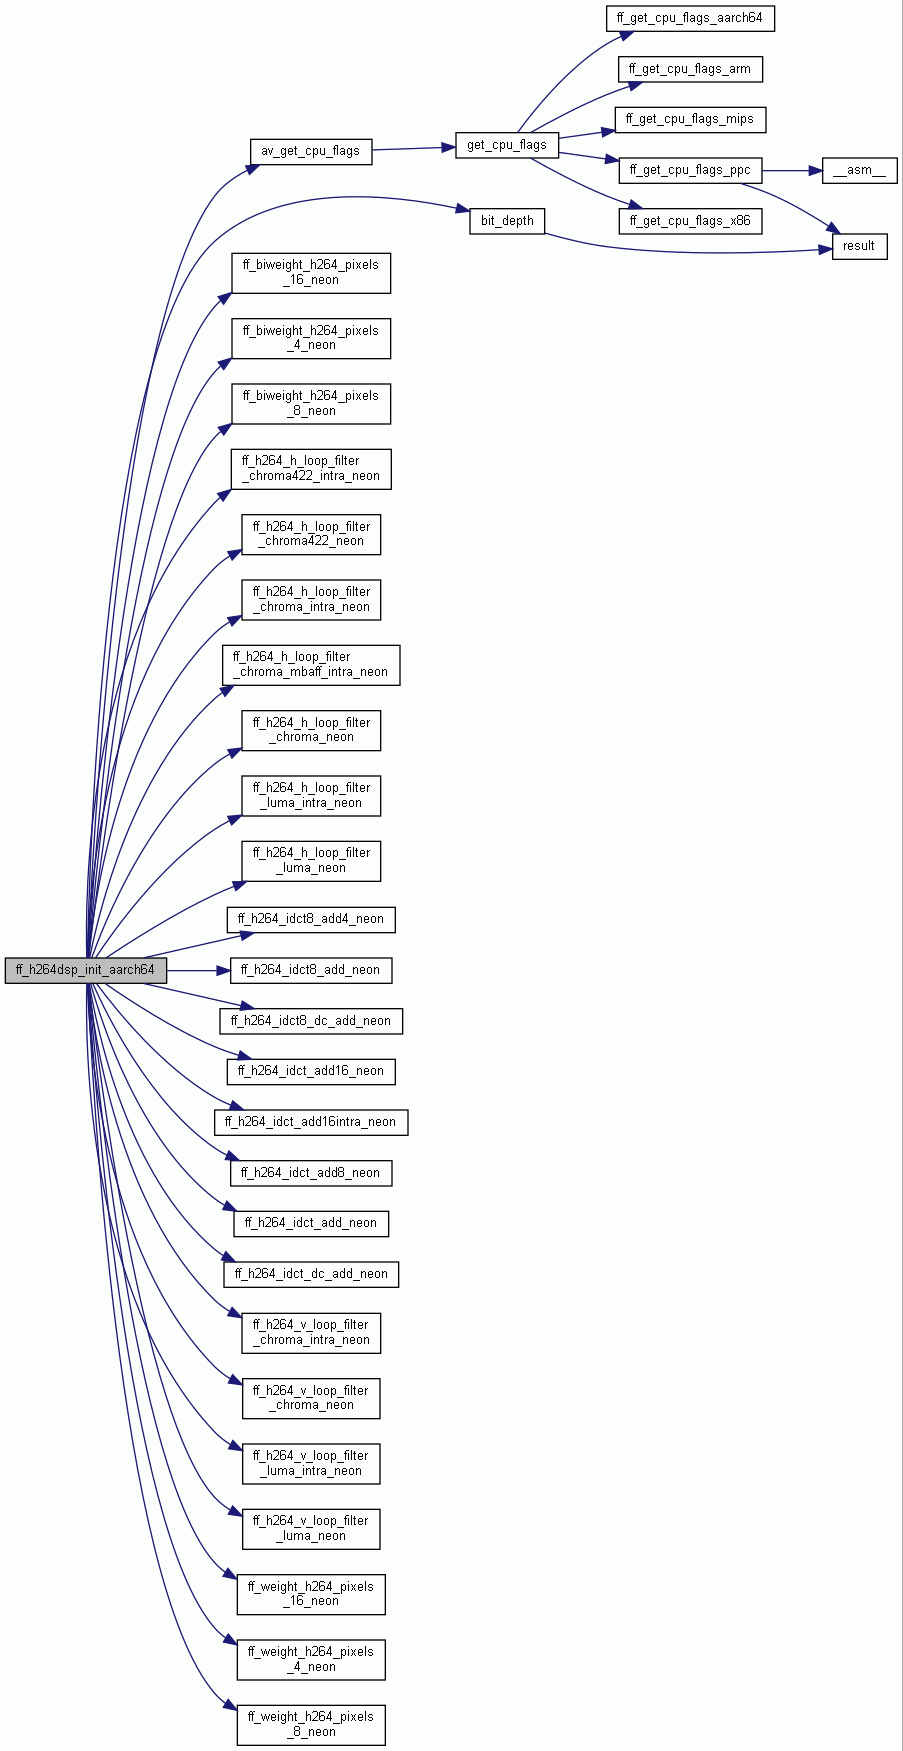 ff_get_cpu_flags_aarch64
ff_get_cpu_flags_arm
ff_get_cpu_flags_mips
av_get_cpu_flags
get_cpu_flags
ff_get_cpu_flags_ppc
__asm__
ff_get_cpu_flags_x86
bit_depth
result
ff_biweight_h264_pixels
_16_neon
ff_biweight_h264_pixels
_4_neon
ff_biweight_h264_pixels
_8_neon
ff_h264_h_loop_filter
_chroma422_intra_neon
ff_h264_h_loop_filter
_chroma422_neon
ff_h264_h_loop_filter
_chroma_intra_neon
ff_h264_h_loop_filter
_chroma_mbaff_intra_neon
ff_h264_h_loop_filter
_chroma_neon
ff_h264_h_loop_filter
_luma_intra_neon
ff_h264_h_loop_filter
_luma_neon
ff_h264_idct8_add4_neon
ff_h264dsp_init_aarch64
ff_h264_idct8_add_neon
ff_h264_idct8_dc_add_neon
ff_h264_idct_add16_neon
ff_h264_idct_add16intra_neon
ff_h264_idct_add8_neon
ff_h264_idct_add_neon
ff_h264_idct_dc_add_neon
ff_h264_v_loop_filter
_chroma_intra_neon
ff_h264_v_loop_filter
_chroma_neon
ff_h264_v_loop_filter
_luma_intra_neon
ff_h264_v_loop_filter
_luma_neon
ff_weight_h264_pixels
_16_neon
ff_weight_h264_pixels
_4_neon
ff_weight_h264_pixels
_8_neon